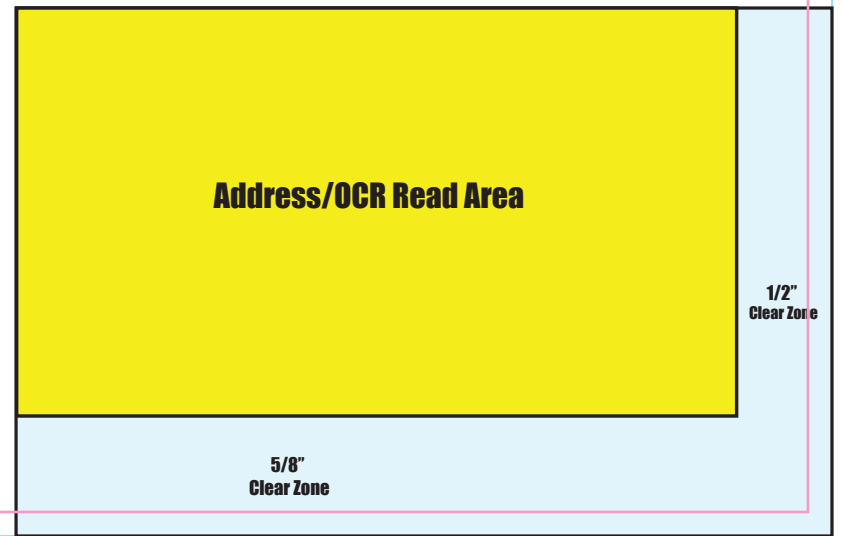 Address/OCR Read Area
1/2”
Clear Zone
5/8”
Clear Zone